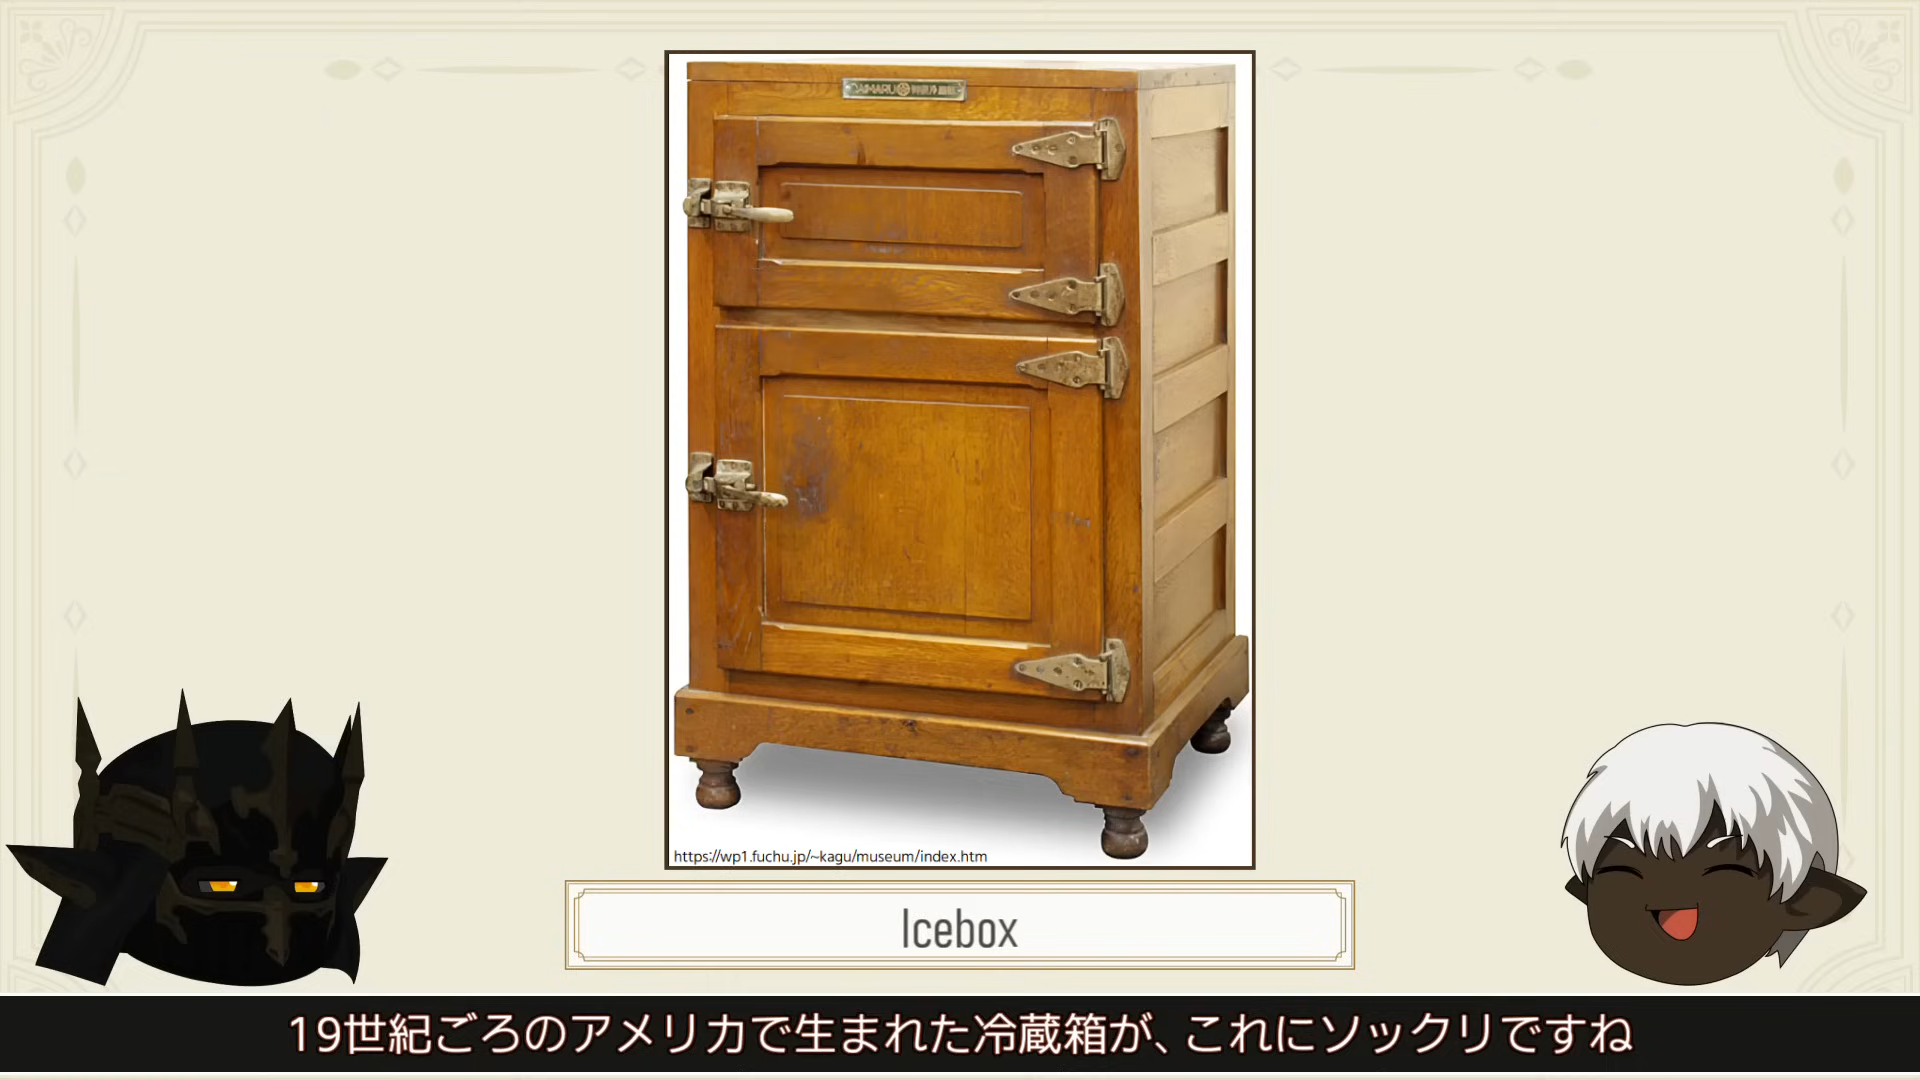 https://wp1.fuchu.jp/~kagu/museum/index.htm
Icebox
19世紀ごろのアメリカで生まれた冷蔵箱が、これにソックリですね